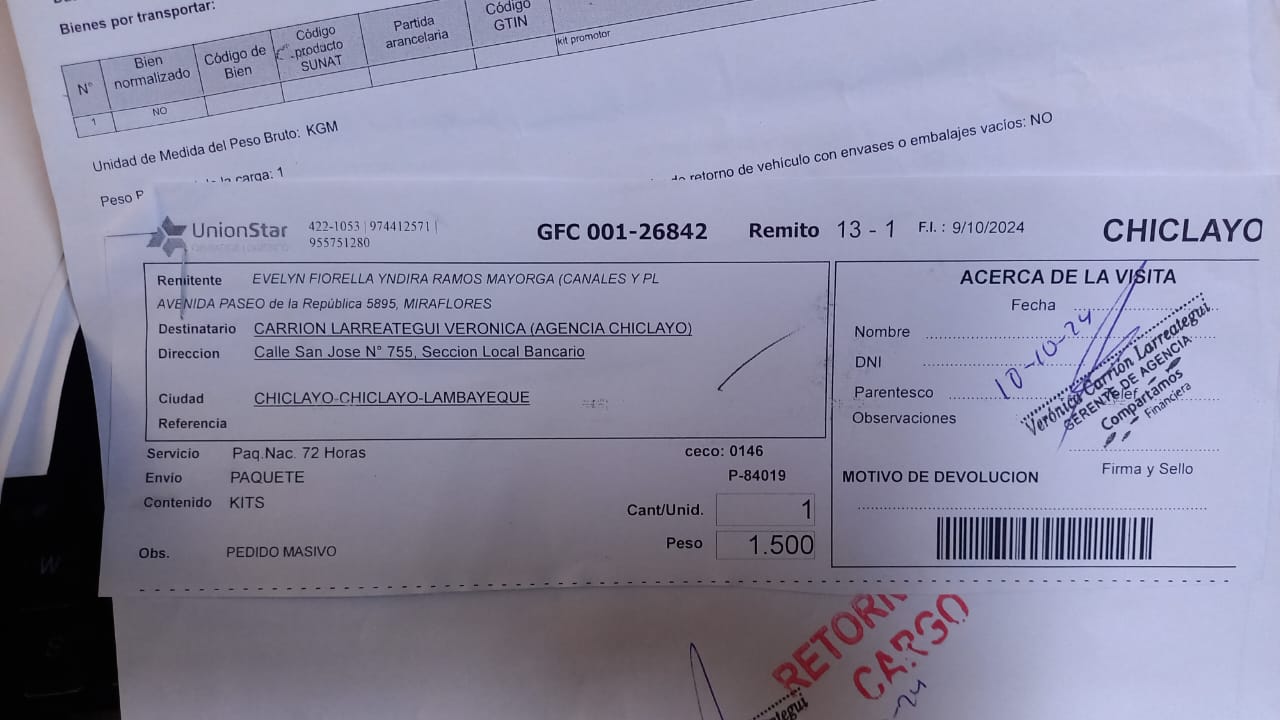 Bienes por transportar:
N° Bien normalizado Código de Bien Código producto SUNAT Partida arancelaria Código GTIN
1 NO kit promotor
Unidad de Medida del Peso Bruto: KGM
Peso la carga: 1 retorno de vehículo con envases o embalajes vacíos: NO
UnionStar 422-1053 | 974412571 |
955751280
GFC 001-26842 Remito 13 - 1 F.I. : 9/10/2024 CHICLAYO
Remitente EVELYN FIORELLA YNDIRA RAMOS MAYORGA (CANALES Y PL
AVENIDA PASEO de la República 5895, MIRAFLORES
Destinatario CARRION LARREATEGUI VERONICA (AGENCIA CHICLAYO)
Direccion Calle San Jose N° 755, Seccion Local Bancario
Ciudad CHICLAYO-CHICLAYO-LAMBAYEQUE
Referencia
Servicio Paq.Nac. 72 Horas ceco: 0146
Envío PAQUETE P-84019
Contenido KITS
Cant/Unid. 1
Peso 1.500
Obs. PEDIDO MASIVO
ACERCA DE LA VISITA
Fecha
Nombre
DNI
Parentesco Telef
Observaciones
10-10-24
Verónica Carrion Larreategui
GERENTE DE AGENCIA
Compartamos
Financiera
Firma y Sello
MOTIVO DE DEVOLUCION
RETORN
CARGO